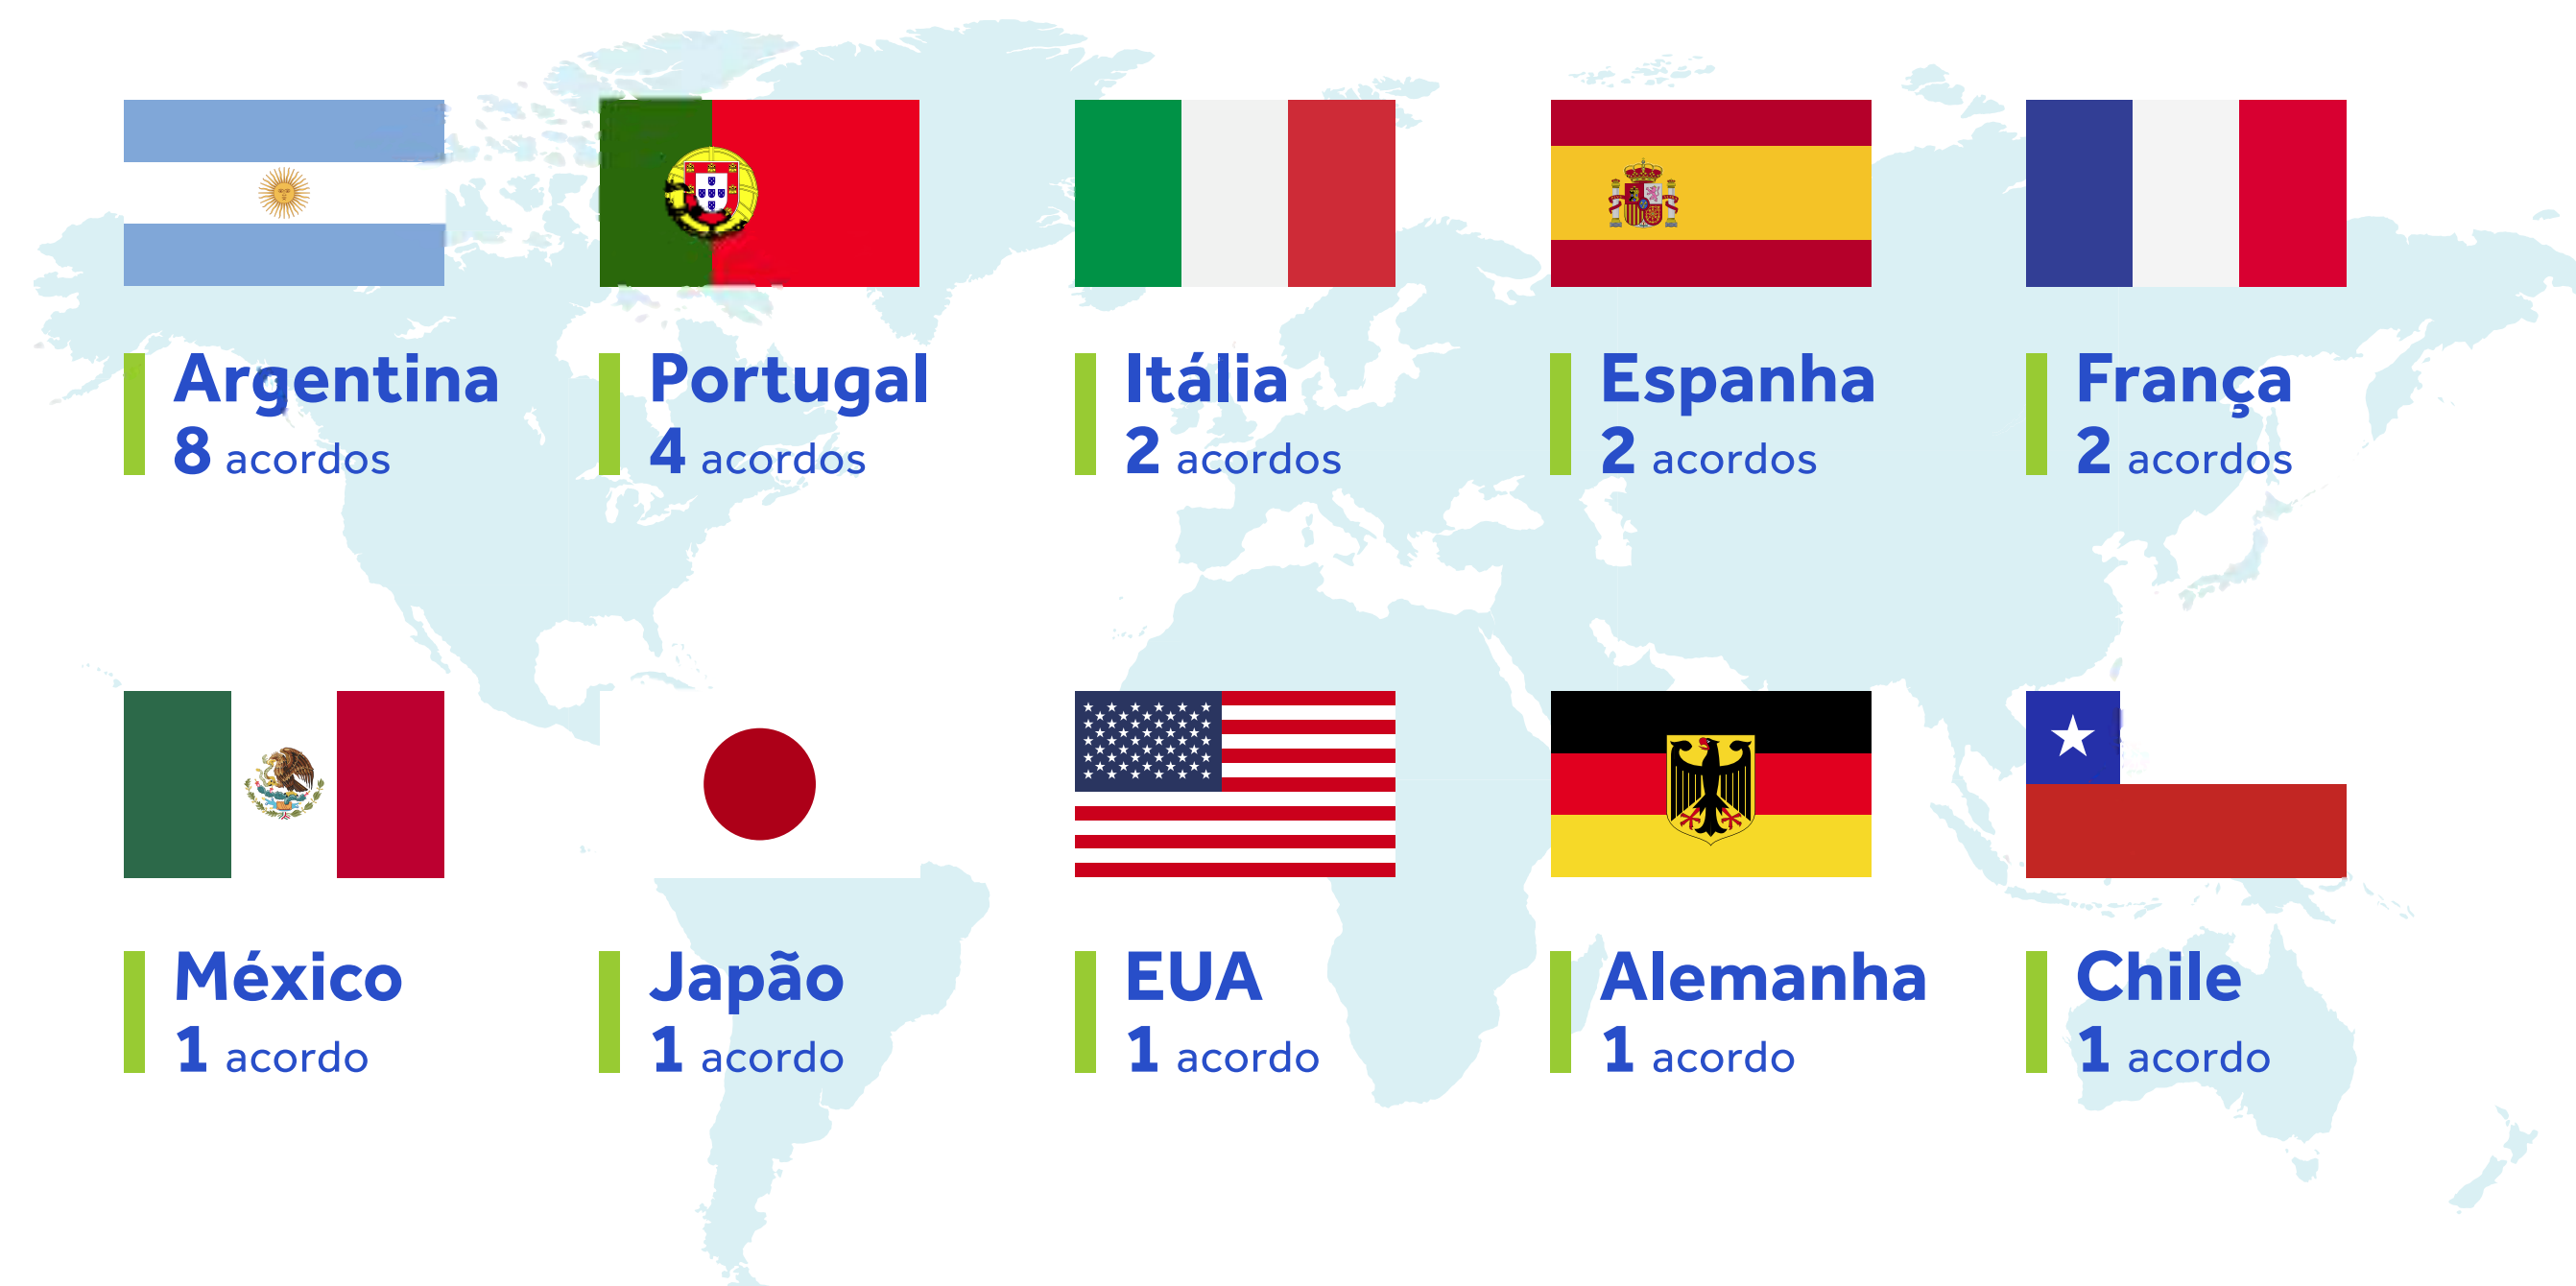 Argentina
8 acordos
Portugal
4 acordos
Itália
2 acordos
Espanha
2 acordos
França
2 acordos
México
1 acordo
Japão
1 acordo
EUA
1 acordo
Alemanha
1 acordo
Chile
1 acordo